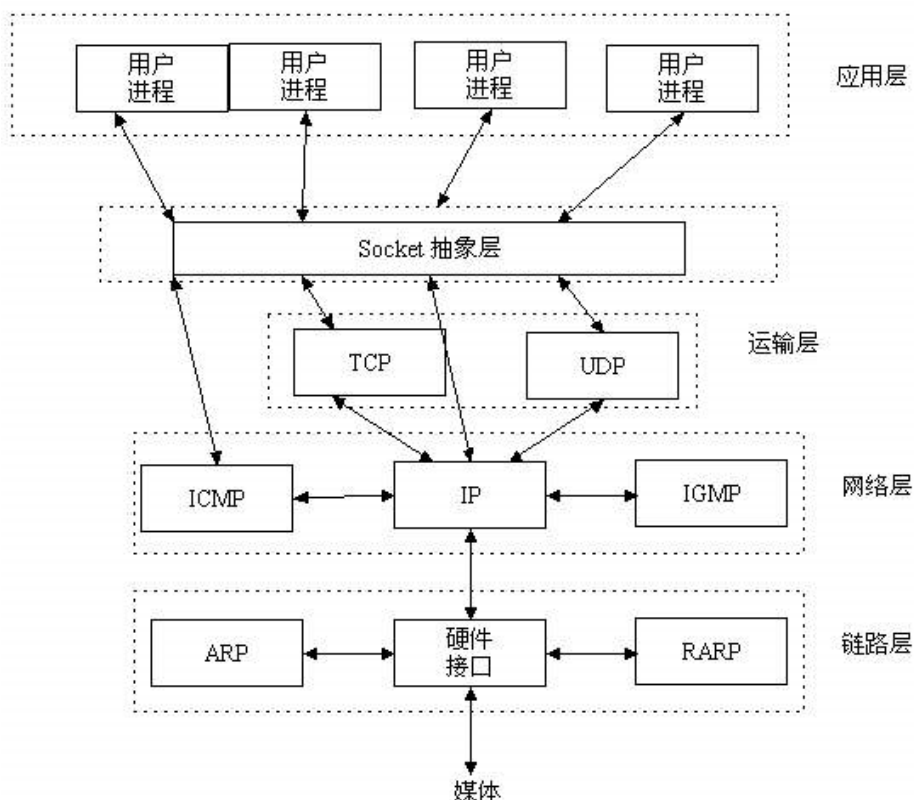 用户
进程
用户
进程
用户
进程
用户
进程
应用层
Socket 抽象层
TCP
UDP
运输层
ICMP
IP
IGMP
网络层
ARP
硬件
接口
RARP
链路层
媒体